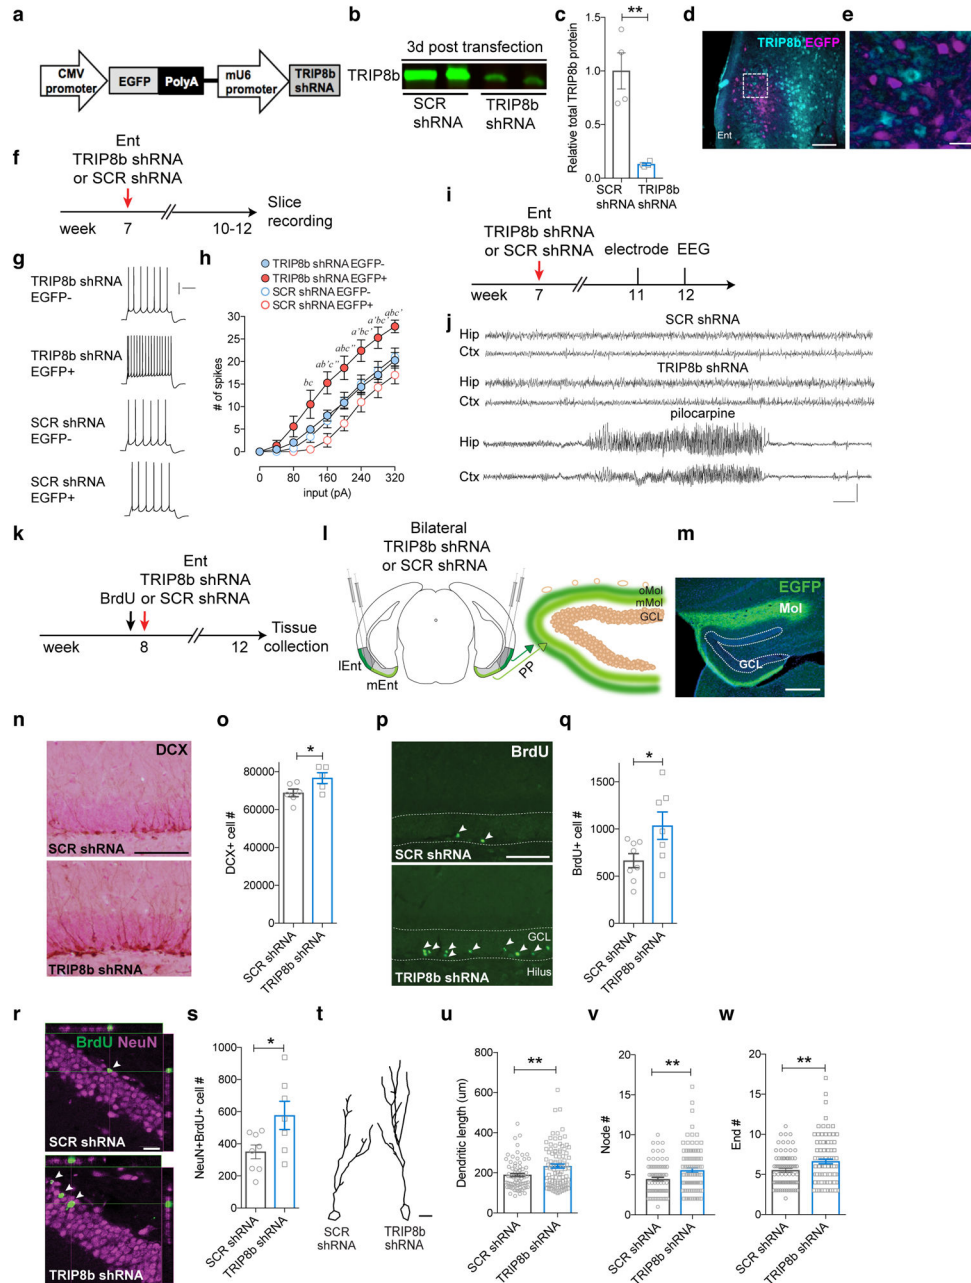 a
CMV
promoter
EGFP
PolyA
mU6
promoter
TRIP8b
shRNA
b
3d post transfection
TRIP8b
SCR
shRNA
TRIP8b
shRNA
c
**
Relative total TRIP8b protein
1.5
1.0
0.5
0.0
SCR
shRNA
TRIP8b
shRNA
d
TRIP8b EGFP
Ent
e
f
Ent
TRIP8b shRNA
or SCR shRNA
week
7
10-12
Slice
recording
g
TRIP8b shRNA
EGFP-
TRIP8b shRNA
EGFP+
SCR shRNA
EGFP-
SCR shRNA
EGFP+
h
TRIP8b shRNA EGFP-
TRIP8b shRNA EGFP+
SCR shRNA EGFP-
SCR shRNA EGFP+
# of spikes
30
25
20
15
10
5
0
bc
ab'c''
abc''
a'bc'
a'bc'
abc'
0
80
160
240
320
input (pA)
i
Ent
TRIP8b shRNA
or SCR shRNA
electrode
EEG
week
7
11
12
j
SCR shRNA
Hip
Ctx
TRIP8b shRNA
Hip
Ctx
pilocarpine
Hip
Ctx
k
Ent
TRIP8b shRNA
BrdU or SCR shRNA
week
8
12
Tissue
collection
l
Bilateral
TRIP8b shRNA
or SCR shRNA
lEnt
mEnt
PP
oMol
mMol
GCL
m
EGFP
Mol
GCL
n
DCX
SCR shRNA
TRIP8b shRNA
o
*
DCX+ cell #
80000
60000
40000
20000
0
SCR shRNA
TRIP8b shRNA
p
BrdU
SCR shRNA
GCL
Hilus
TRIP8b shRNA
q
*
BrdU+ cell #
1500
1000
500
0
SCR shRNA
TRIP8b shRNA
r
BrdU NeuN
SCR shRNA
TRIP8b shRNA
s
*
NeuN+BrdU+ cell #
1000
800
600
400
200
0
SCR shRNA
TRIP8b shRNA
t
SCR
shRNA
TRIP8b
shRNA
u
**
Dendritic length (um)
800
600
400
200
0
SCR shRNA
TRIP8b shRNA
v
**
Node #
20
15
10
5
0
SCR shRNA
TRIP8b shRNA
w
**
End #
20
15
10
5
0
SCR shRNA
TRIP8b shRNA